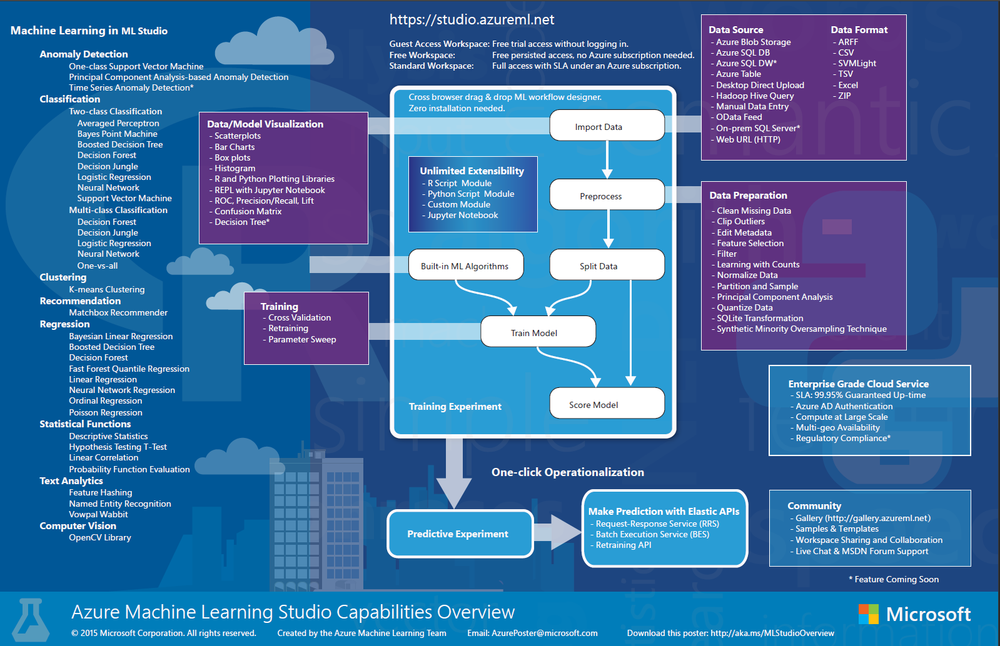 Machine Learning in ML Studio
Anomaly Detection
One-class Support Vector Machine
Principal Component Analysis-based Anomaly Detection
Time Series Anomaly Detection*
Classification
Two-class Classification
Averaged Perceptron
Bayes Point Machine
Boosted Decision Tree
Decision Forest
Decision Jungle
Logistic Regression
Neural Network
Support Vector Machine
Multi-class Classification
Decision Forest
Decision Jungle
Logistic Regression
Neural Network
One-vs-all
Clustering
K-means Clustering
Recommendation
Matchbox Recommender
Regression
Bayesian Linear Regression
Boosted Decision Tree
Decision Forest
Fast Forest Quantile Regression
Linear Regression
Neural Network Regression
Ordinal Regression
Poisson Regression
Statistical Functions
Descriptive Statistics
Hypothesis Testing T-Test
Linear Correlation
Probability Function Evaluation
Text Analytics
Feature Hashing
Named Entity Recognition
Vowpal Wabbit
Computer Vision
OpenCV Library
Data/Model Visualization
- Scatterplots
- Bar Charts
- Box plots
- Histogram
- R and Python Plotting Libraries
- REPL with Jupyter Notebook
- ROC, Precision/Recall, Lift
- Confusion Matrix
- Decision Tree*
Training
- Cross Validation
- Retraining
- Parameter Sweep
https://studio.azureml.net
Guest Access Workspace: Free trial access without logging in.
Free Workspace: Free persisted access, no Azure subscription needed.
Standard Workspace: Full access with SLA under an Azure subscription.
Cross browser drag & drop ML workflow designer.
Zero installation needed.
Import Data
Unlimited Extensibility
- R Script Module
- Python Script Module
- Custom Module
- Jupyter Notebook
Preprocess
Built-in ML Algorithms
Split Data
Train Model
Training Experiment
Score Model
One-click Operationalization
Predictive Experiment
Make Prediction with Elastic APIs
- Request-Response Service (RRS)
- Batch Execution Service (BES)
- Retraining API
Data Source
- Azure Blob Storage
- Azure SQL DB
- Azure SQL DW*
- Azure Table
- Desktop Direct Upload
- Hadoop Hive Query
- Manual Data Entry
- OData Feed
- On-prem SQL Server*
- Web URL (HTTP)
Data Format
- ARFF
- CSV
- SVMLight
- TSV
- Excel
- ZIP
Data Preparation
- Clean Missing Data
- Clip Outliers
- Edit Metadata
- Feature Selection
- Filter
- Learning with Counts
- Normalize Data
- Partition and Sample
- Principal Component Analysis
- Quantize Data
- SQLite Transformation
- Synthetic Minority Oversampling Technique
Enterprise Grade Cloud Service
- SLA: 99.95% Guaranteed Up-time
- Azure AD Authentication
- Compute at Large Scale
- Multi-geo Availability
- Regulatory Compliance*
Community
- Gallery (http://gallery.azureml.net)
- Samples & Templates
- Workspace Sharing and Collaboration
- Live Chat & MSDN Forum Support
* Feature Coming Soon
Azure Machine Learning Studio Capabilities Overview
© 2015 Microsoft Corporation. All rights reserved. Created by the Azure Machine Learning Team Email: AzurePoster@microsoft.com Download this poster: http://aka.ms/MLStudioOverview
Microsoft